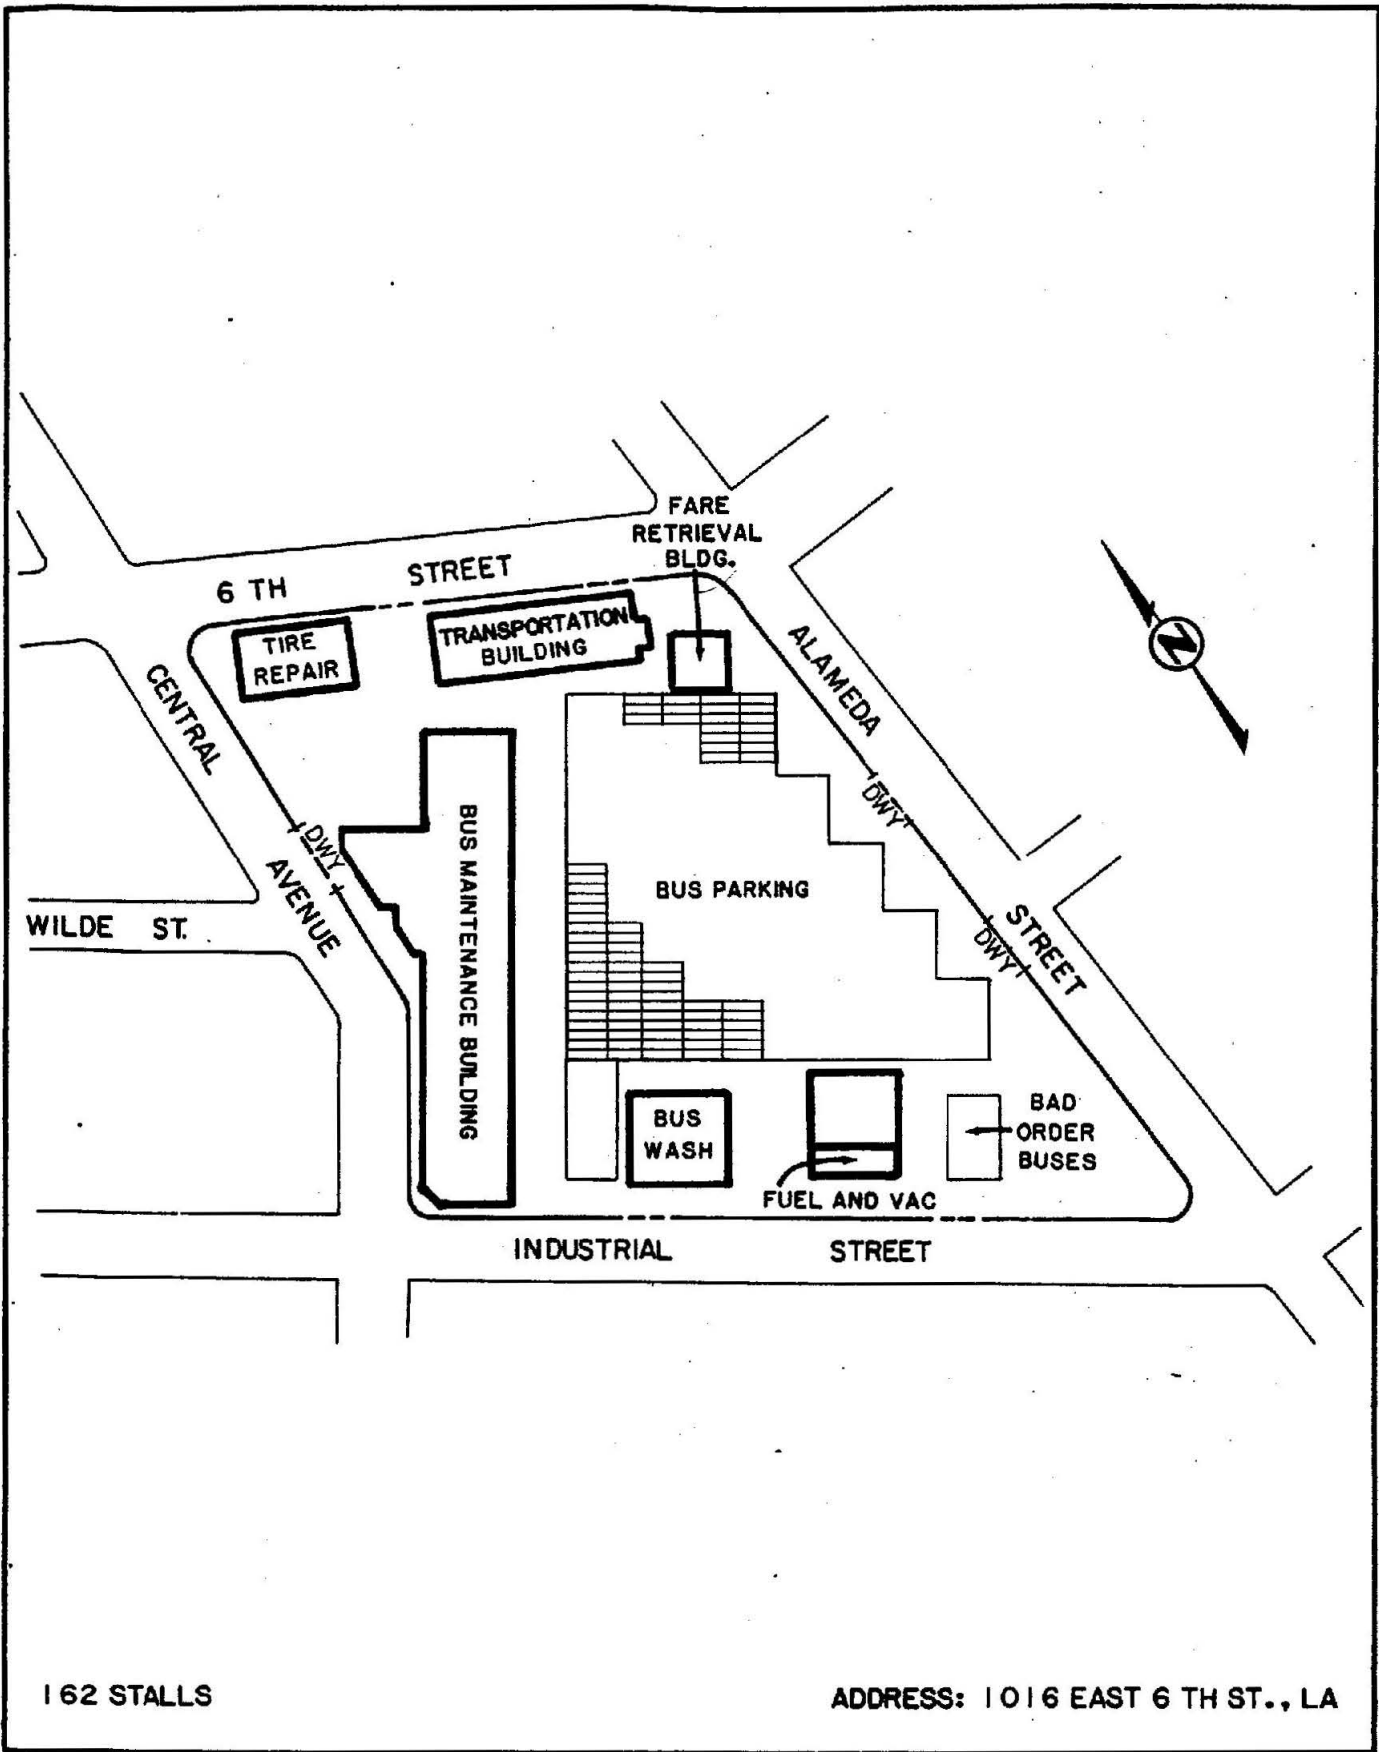 FARE
RETRIEVAL
BLDG.
6 TH STREET
TIRE
REPAIR
TRANSPORTATION
BUILDING
ALAMEDA STREET
N
CENTRAL AVENUE
DWY
DWY
DWY
BUS MAINTENANCE BUILDING
BUS PARKING
WILDE ST.
BUS
WASH
BAD
ORDER
BUSES
FUEL AND VAC
INDUSTRIAL STREET
162 STALLS
ADDRESS: 1016 EAST 6 TH ST., LA